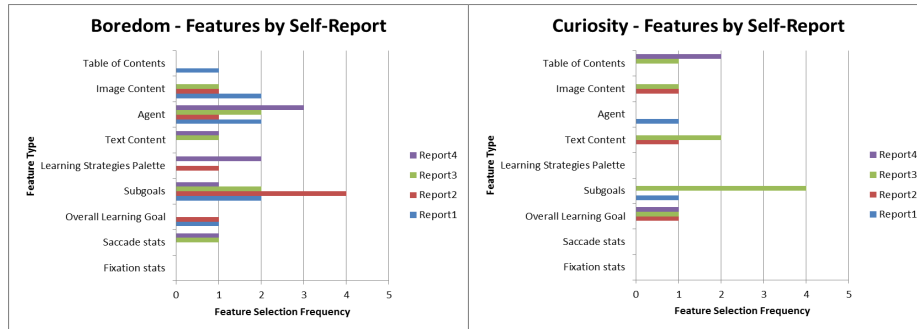 Boredom - Features by Self-Report
Table of Contents
Image Content
Agent
Text Content
Learning Strategies Palette
Subgoals
Overall Learning Goal
Saccade stats
Fixation stats
Feature Type
0 1 2 3 4 5
Feature Selection Frequency
Report4
Report3
Report2
Report1
Curiosity - Features by Self-Report
Table of Contents
Image Content
Agent
Text Content
Learning Strategies Palette
Subgoals
Overall Learning Goal
Saccade stats
Fixation stats
Feature Type
0 1 2 3 4 5
Feature Selection Frequency
Report4
Report3
Report2
Report1